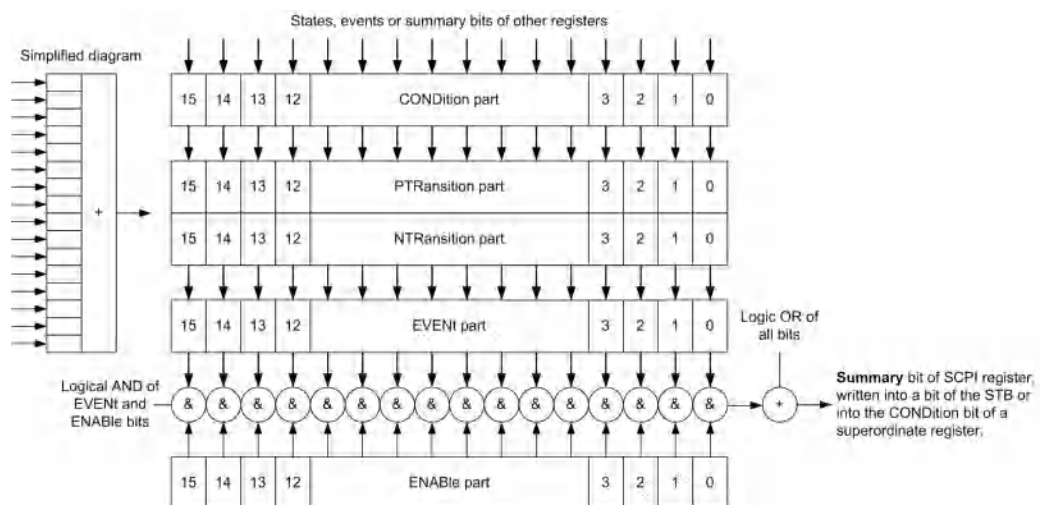 States, events or summary bits of other registers
Simplified diagram
15 14 13 12 CONDition part 3 2 1 0
15 14 13 12 PTRansition part 3 2 1 0
+
15 14 13 12 NTRansition part 3 2 1 0
15 14 13 12 EVENt part 3 2 1 0
Logic OR of
all bits
Logical AND of
EVENt and
ENABle bits
& & & & & & & & & & & & & & & &
+
Summary bit of SCPI register,
written into a bit of the STB or
into the CONDition bit of a
superordinate register.
15 14 13 12 ENABle part 3 2 1 0